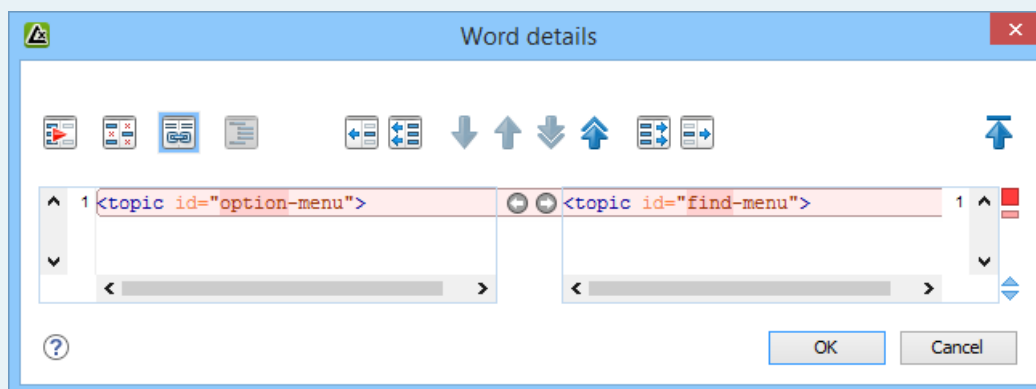 Word details
1 <topic id="option-menu">
<topic id="find-menu"> 1
OK Cancel